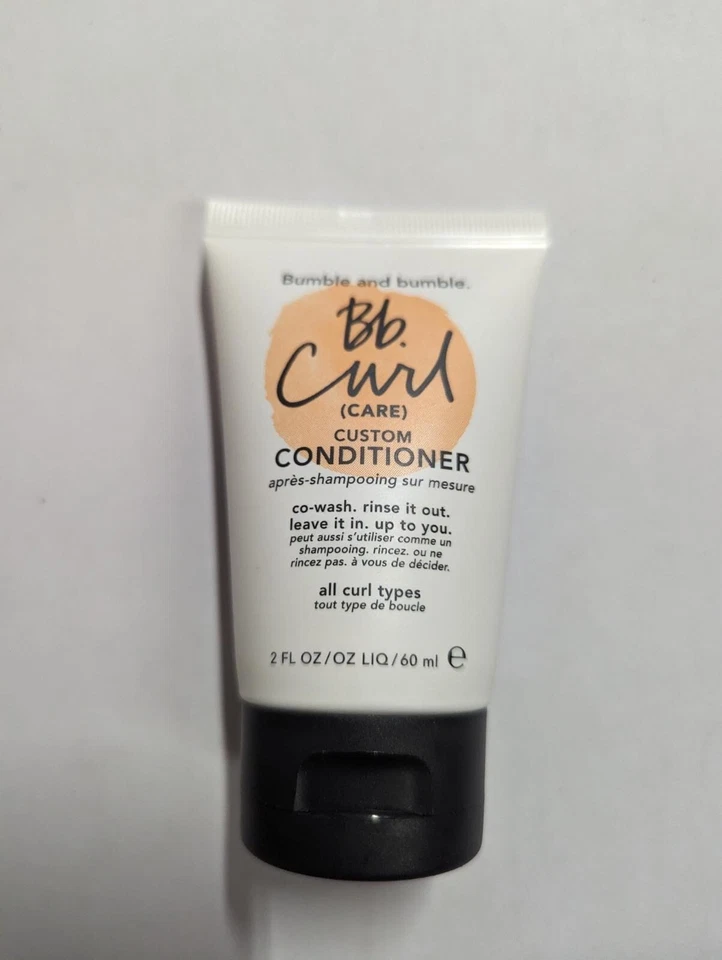 Bumble and bumble.
Bb.
Curl
(CARE)
CUSTOM
CONDITIONER
après-shampooing sur mesure
co-wash. rinse it out.
leave it in. up to you.
peut aussi s'utiliser comme un
shampooing. rincez. ou ne
rincez pas. à vous de décider.
all curl types
tout type de boucle
2 FL OZ/OZ LIQ/60 ml ℮